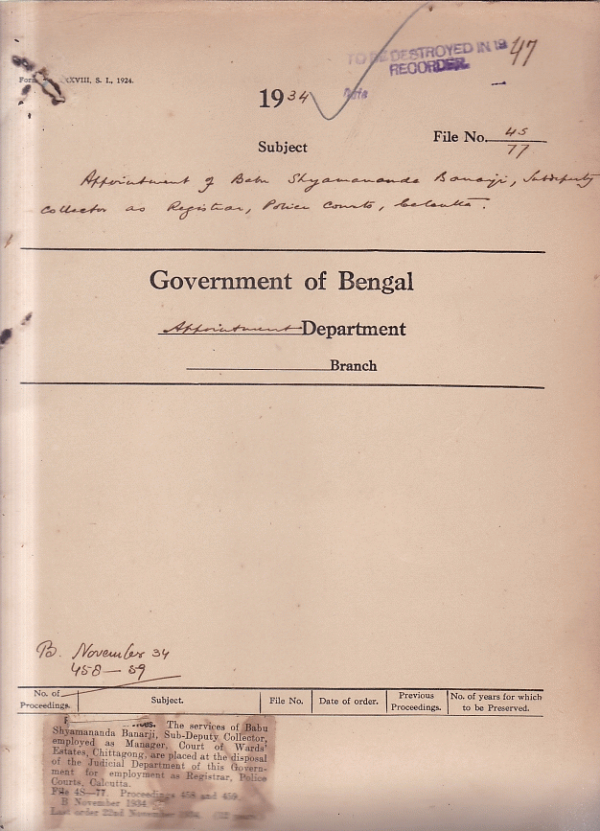 XXVIII, S. I., 1924.
TO BE DESTROYED IN 1947
RECORDER.
Date
1934
File No. 4S/77
Subject
Appointment of Babu Shyamananda Banarji, Sub-deputy
Collector as Registrar, Police Courts, Calcutta.
Government of Bengal
Appointment Department
Branch
B. November 34
458—59
No. of Proceedings. Subject. File No. Date of order. Previous Proceedings. No. of years for which to be Preserved.
The services of Babu
Shyamananda Banarji, Sub-Deputy Collector,
employed as Manager, Court of Wards'
Estates, Chittagong, are placed at the disposal
of the Judicial Department of this Govern-
ment for employment as Registrar, Police
Courts, Calcutta.
File 4S—77. Proceedings 458 and 459.
B November 1934.
Last order 22nd November 1934. (12 years)